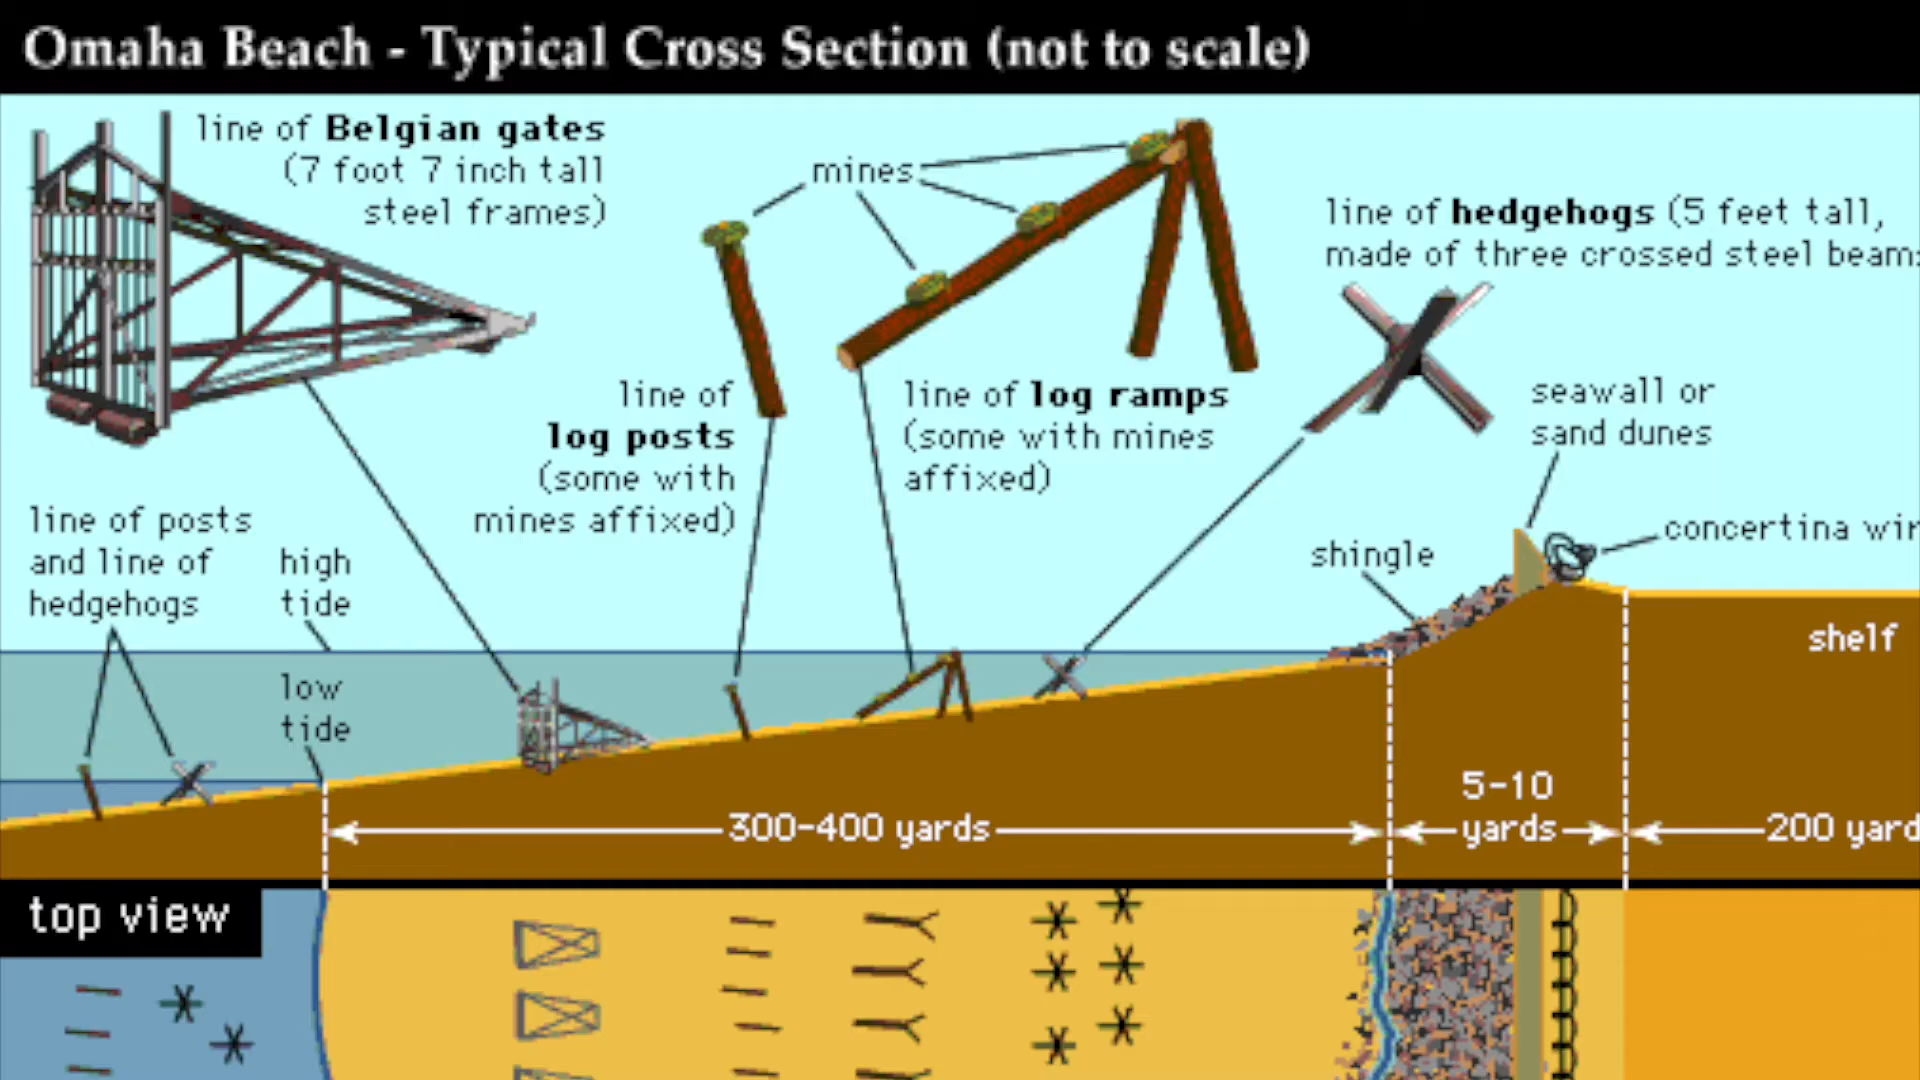 Omaha Beach - Typical Cross Section (not to scale)
line of Belgian gates
(7 foot 7 inch tall
steel frames)
mines
line of hedgehogs (5 feet tall,
made of three crossed steel beams
line of
log posts
(some with
mines affixed)
line of log ramps
(some with mines
affixed)
seawall or
sand dunes
line of posts
and line of
hedgehogs
high
tide
low
tide
shingle
concertina wir
shelf
300-400 yards
5-10
yards
200 yard
top view